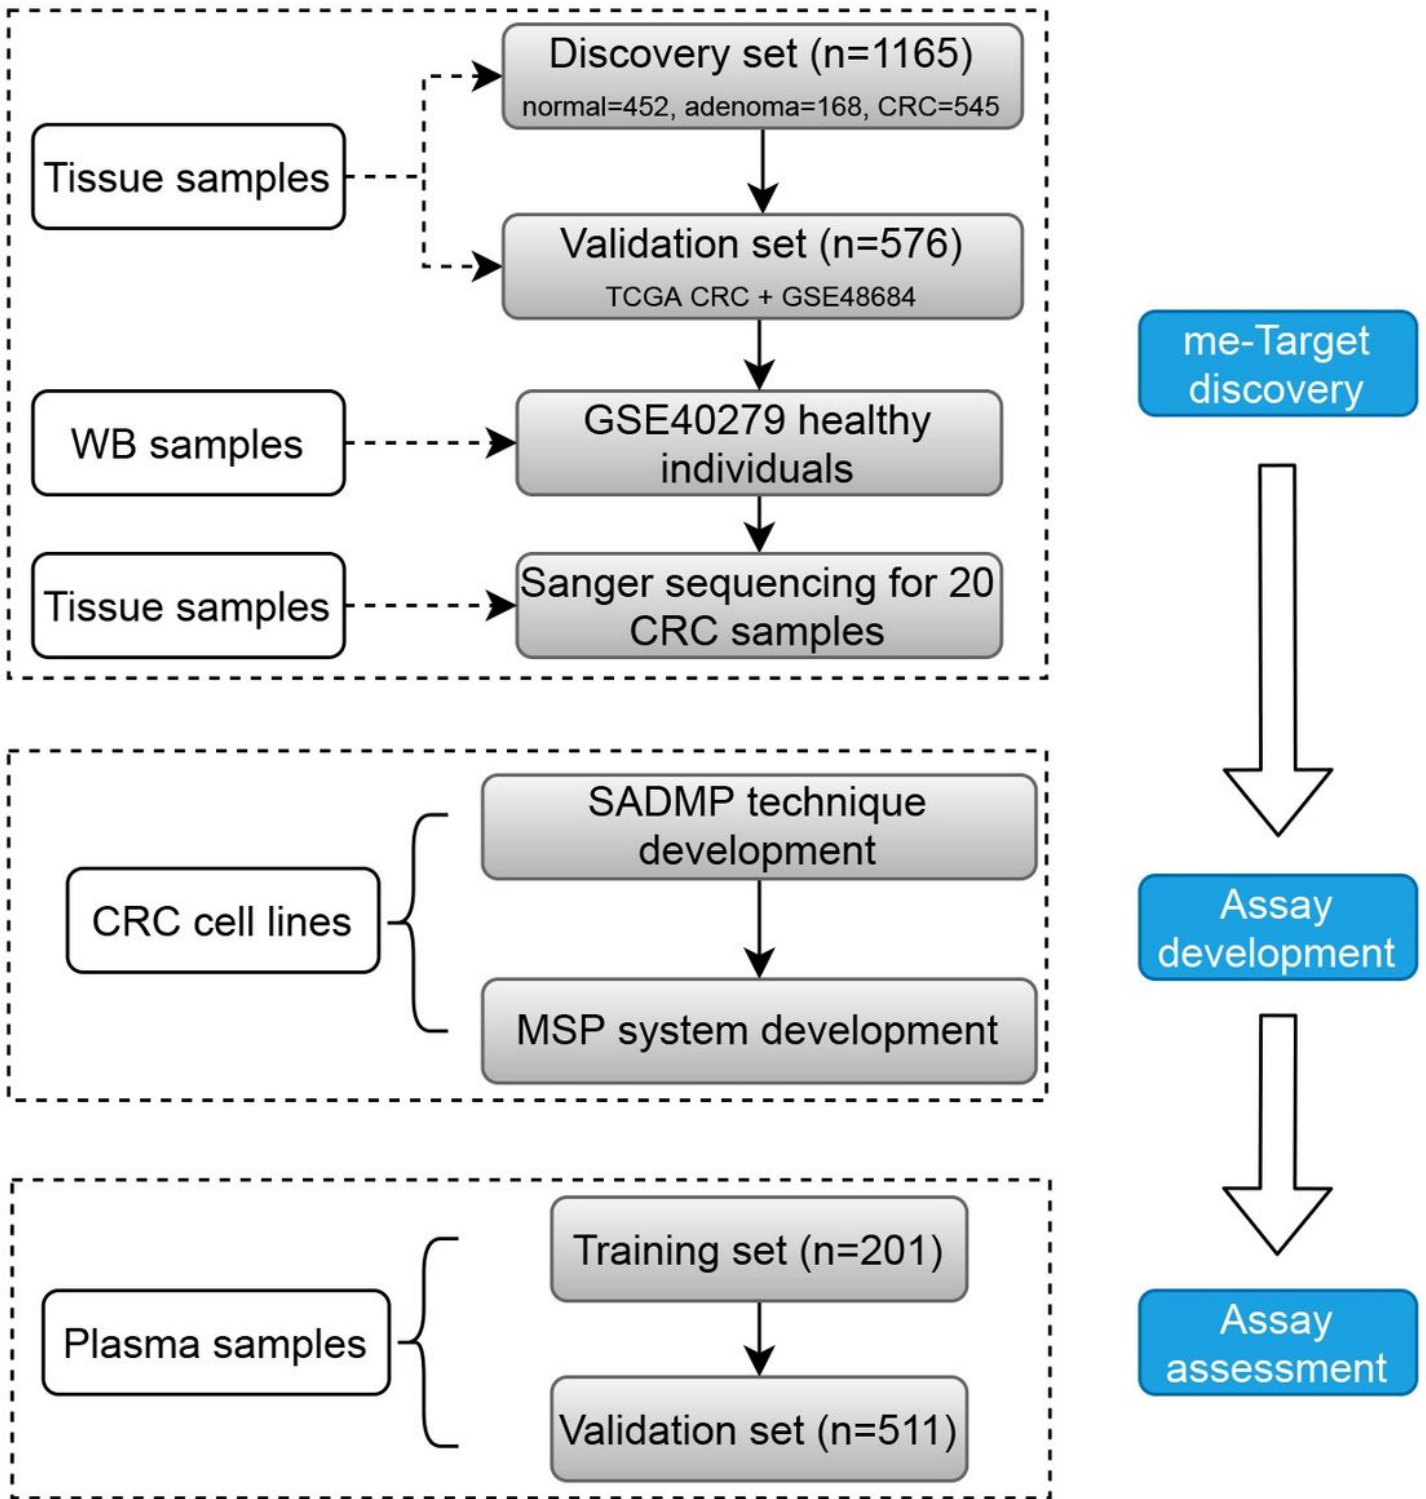 Discovery set (n=1165)
normal=452, adenoma=168, CRC=545
Tissue samples
Validation set (n=576)
TCGA CRC + GSE48684
WB samples
GSE40279 healthy
individuals
Tissue samples
Sanger sequencing for 20
CRC samples
me-Target
discovery
SADMP technique
development
CRC cell lines
MSP system development
Assay
development
Training set (n=201)
Plasma samples
Validation set (n=511)
Assay
assessment